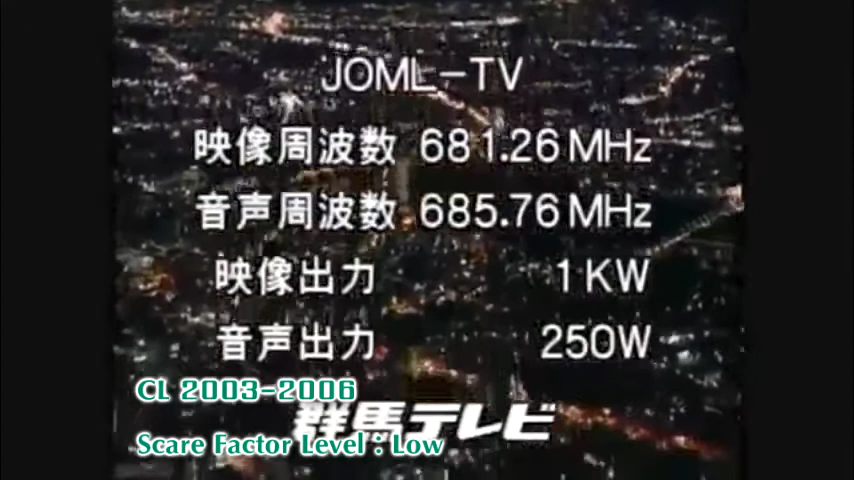 JOML-TV
映像周波数 681.26MHz
音声周波数 685.76MHz
映像出力 1KW
音声出力 250W
CL 2003-2006
群馬テレビ
Scare Factor Level : Low